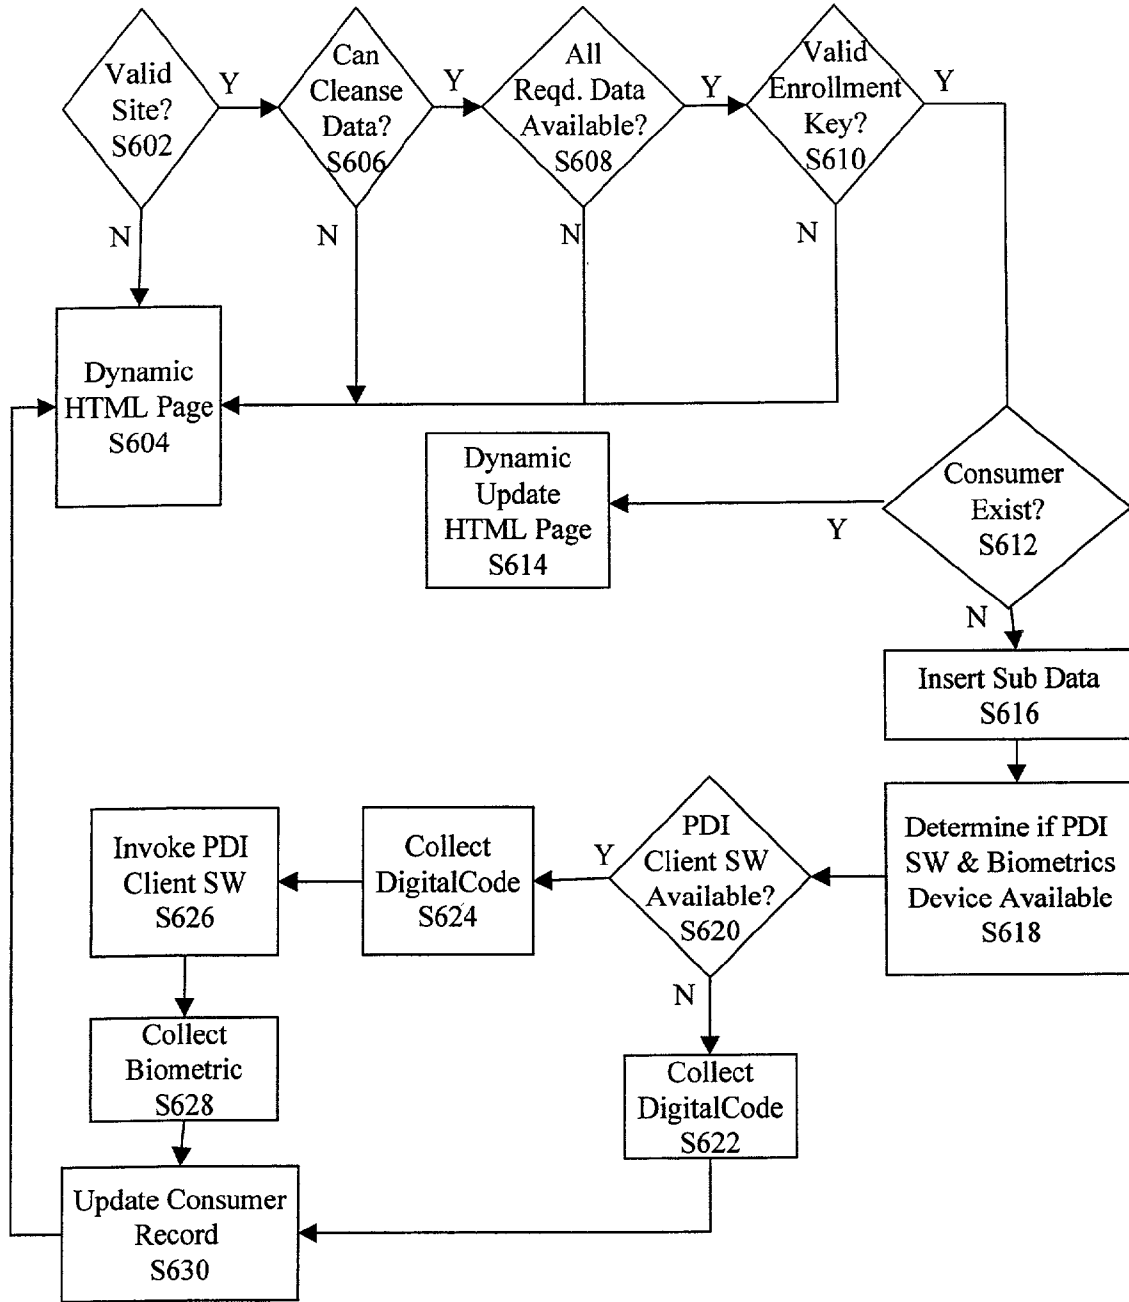 Valid
Site?
S602
Y
N
Can
Cleanse
Data?
S606
Y
N
All
Reqd. Data
Available?
S608
Y
N
Valid
Enrollment
Key?
S610
Y
N
Dynamic
HTML Page
S604
Dynamic
Update
HTML Page
S614
Consumer
Exist?
S612
Y
N
Insert Sub Data
S616
Determine if PDI
SW & Biometrics
Device Available
S618
PDI
Client SW
Available?
S620
Y
N
Collect
DigitalCode
S624
Invoke PDI
Client SW
S626
Collect
Biometric
S628
Collect
DigitalCode
S622
Update Consumer
Record
S630